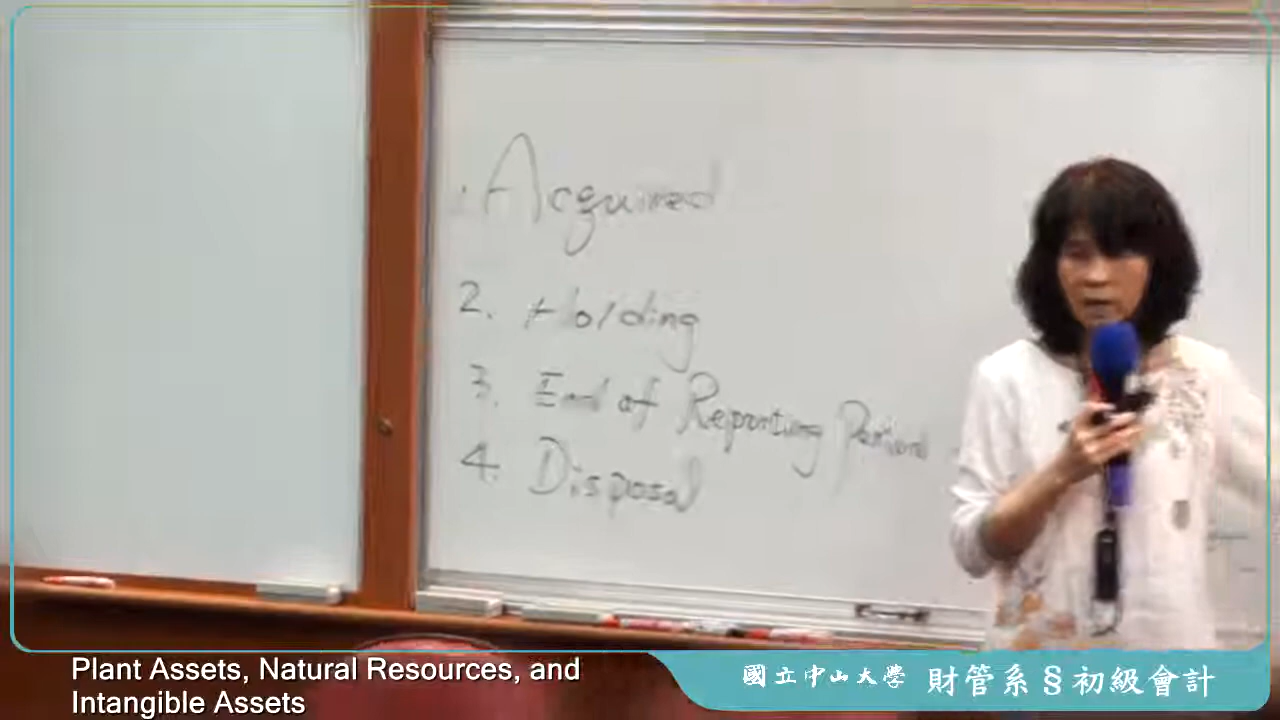 1. Acquired
2. Holding
3. End of Reporting Period
4. Disposal
Plant Assets, Natural Resources, and
Intangible Assets
國立中山大學 財管系§初級會計